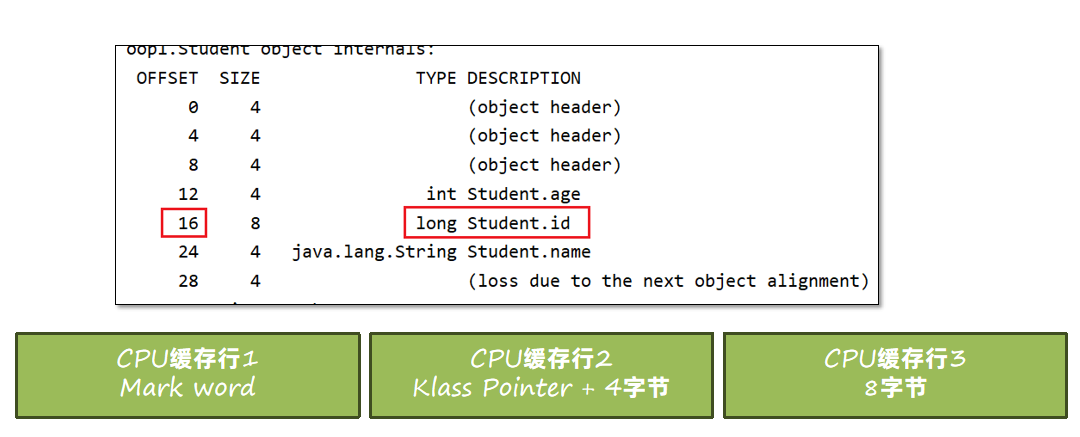 oop1.Student object internals:
OFFSET SIZE TYPE DESCRIPTION
0 4 (object header)
4 4 (object header)
8 4 (object header)
12 4 int Student.age
16 8 long Student.id
24 4 java.lang.String Student.name
28 4 (loss due to the next object alignment)
CPU缓存行1
Mark word
CPU缓存行2
Klass Pointer + 4字节
CPU缓存行3
8字节